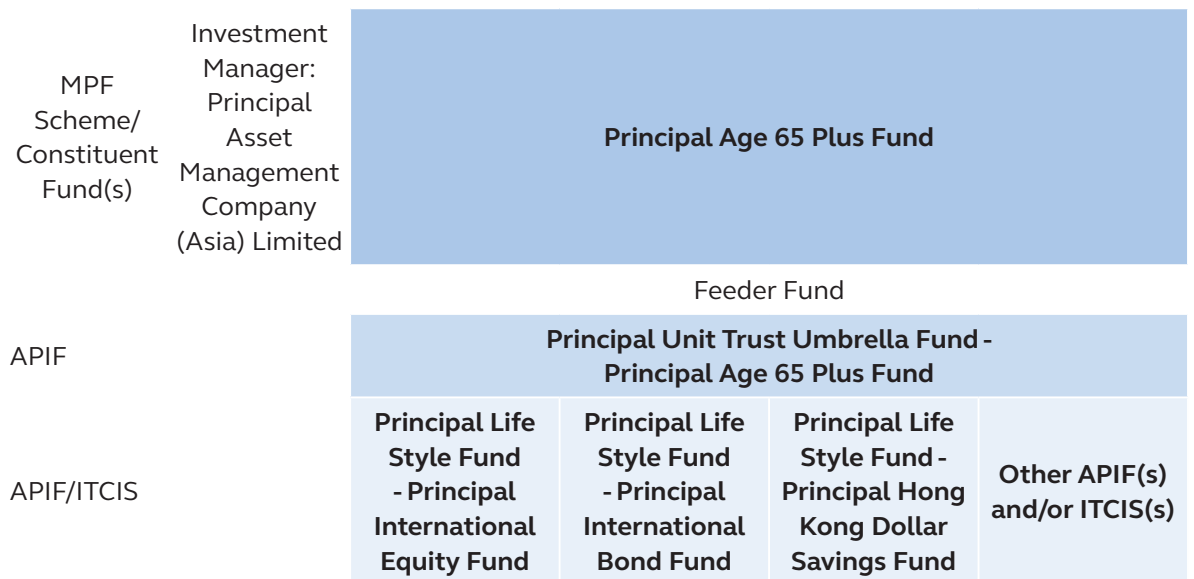 MPF
Scheme/
Constituent
Fund(s)
Investment
Manager:
Principal
Asset
Management
Company
(Asia) Limited
Principal Age 65 Plus Fund
Feeder Fund
APIF
Principal Unit Trust Umbrella Fund -
Principal Age 65 Plus Fund
APIF/ITCIS
Principal Life
Style Fund
- Principal
International
Equity Fund
Principal Life
Style Fund
- Principal
International
Bond Fund
Principal Life
Style Fund -
Principal Hong
Kong Dollar
Savings Fund
Other APIF(s)
and/or ITCIS(s)